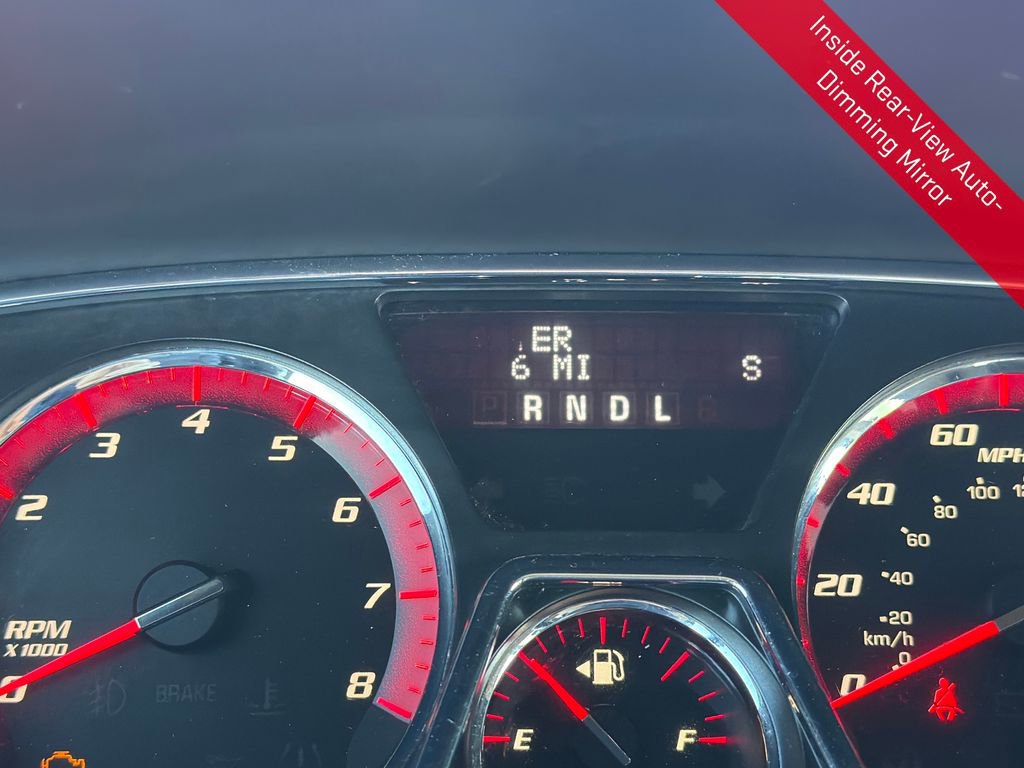 Inside Rear-View Auto-
Dimming Mirror
ER
6 MI S
P R N D L
2 3 4 5 6 7 8
RPM
X1000
0
BRAKE
E F
60
MPH
40
20
0
100
80
60
40
20
km/h
0